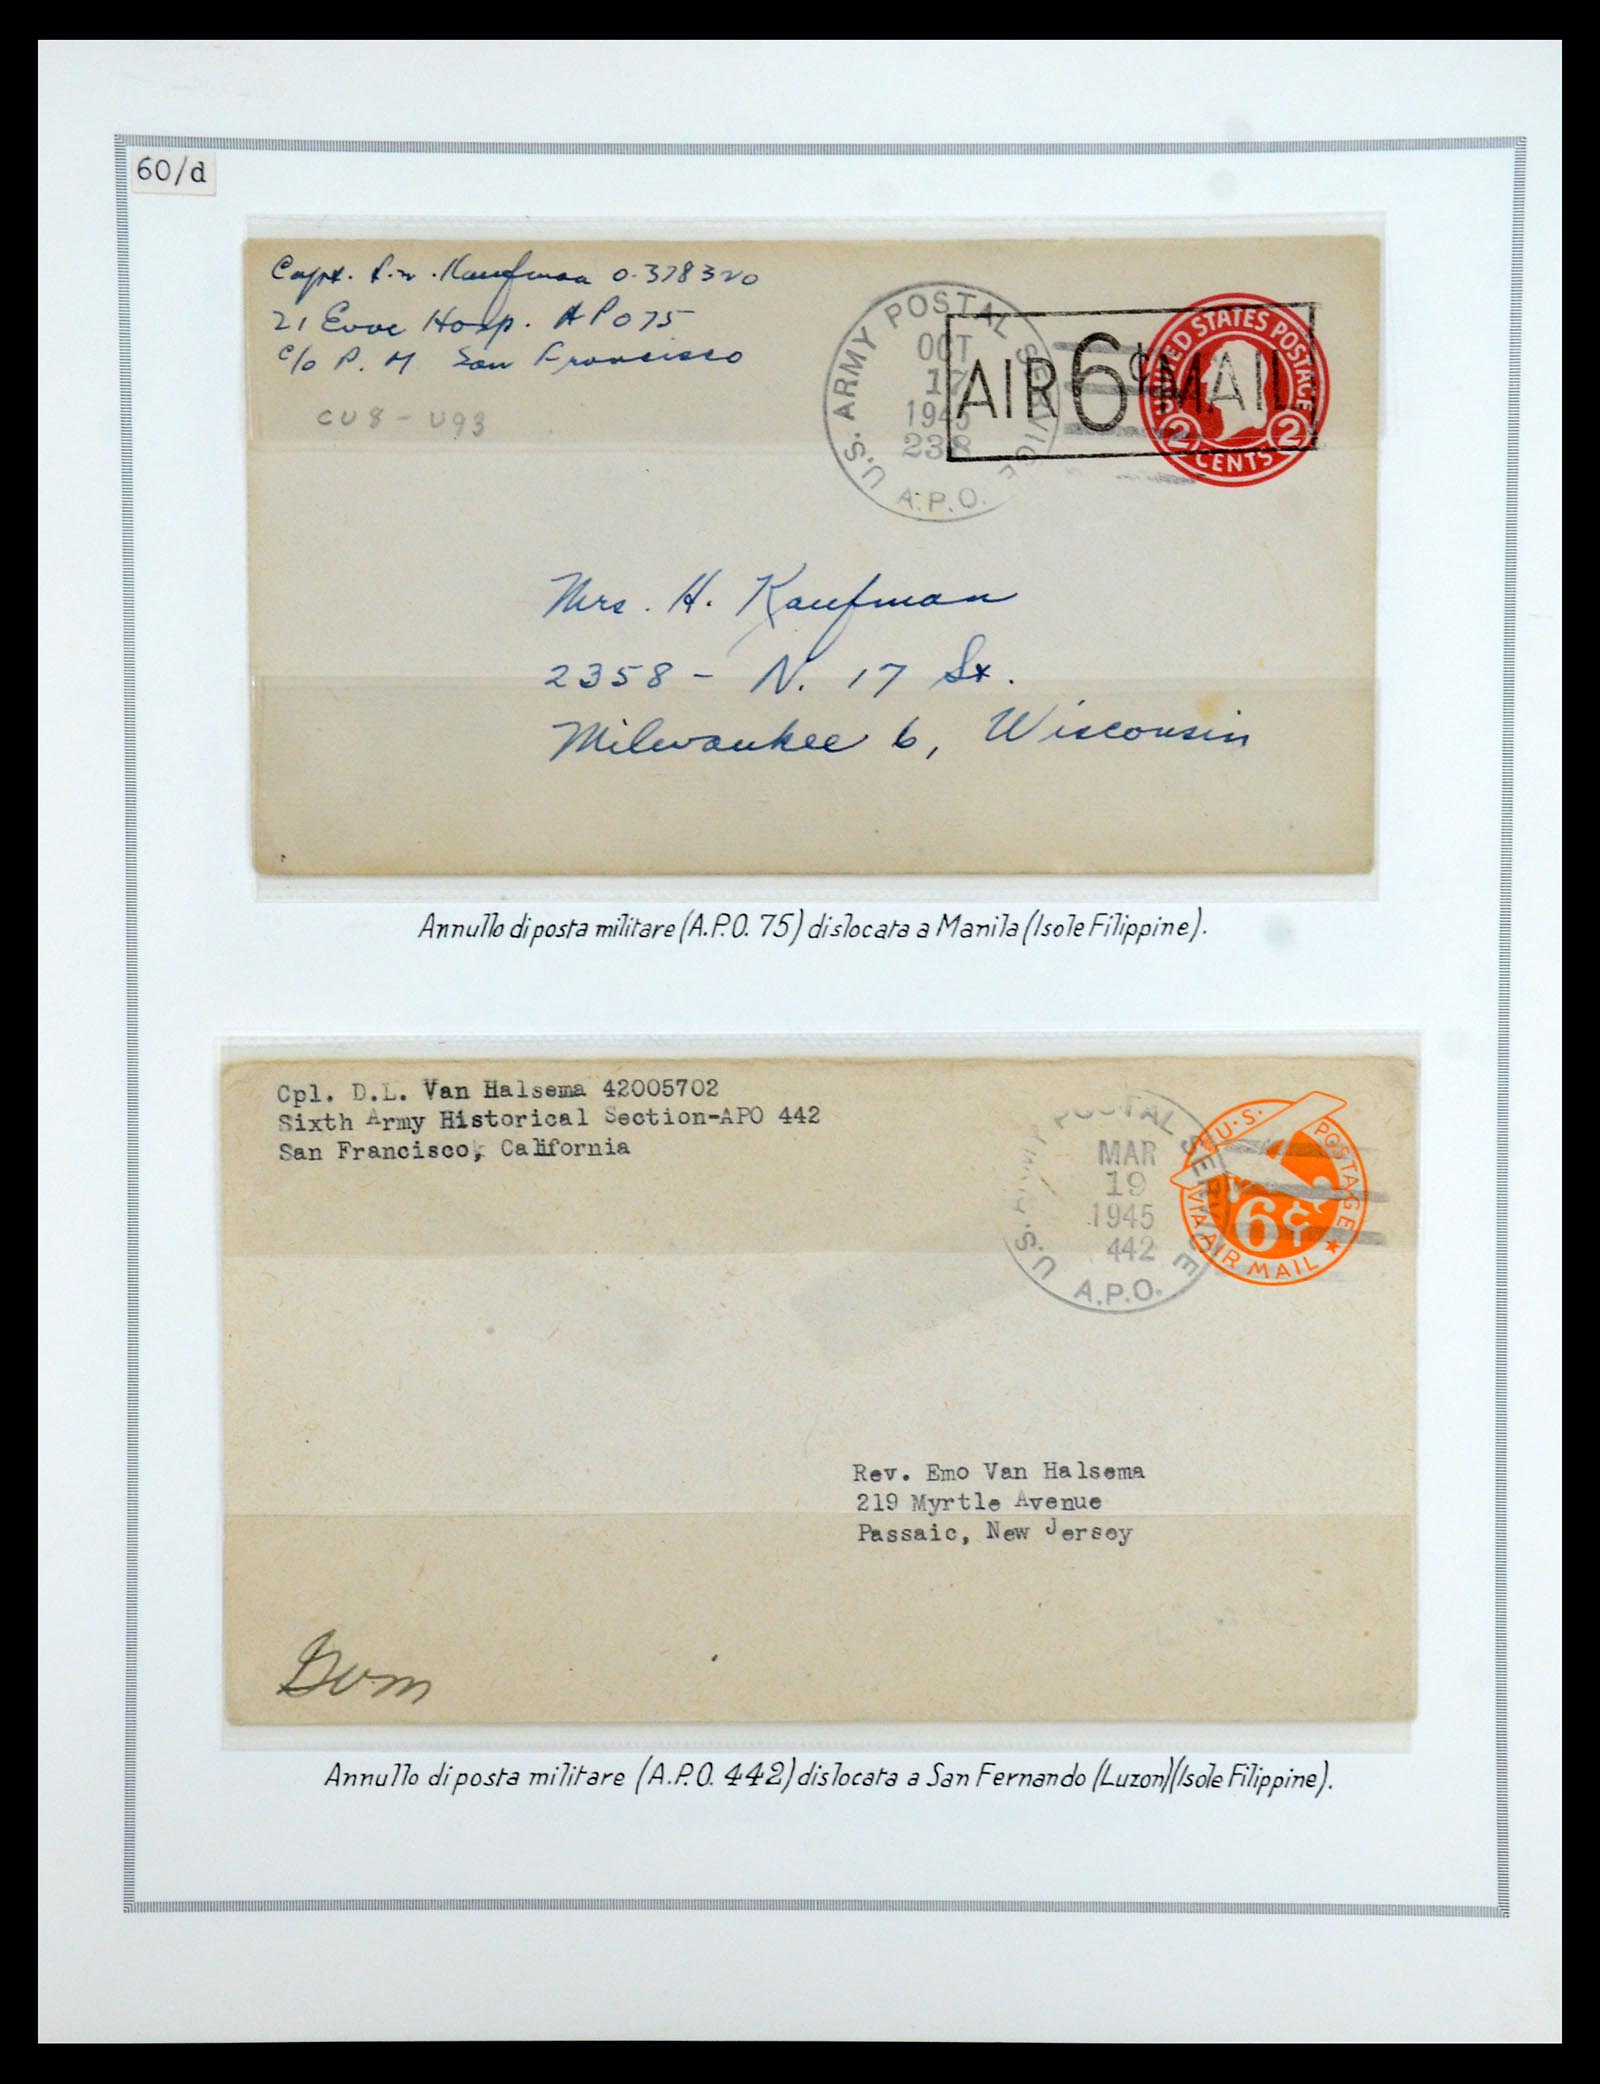 60/d
Capt. Kaufman 0-378320
21 Evac Hosp. APO 75
c/o P. M San Francisco
CU8 - U93
U.S. ARMY POSTAL SERVICE
OCT
17
1945
238
A.P.O.
AIR 6¢ MAIL
UNITED STATES POSTAGE
2 2
CENTS
Mrs. H. Kaufman
2358 - N. 17 St.
Milwaukee 6, Wisconsin
Annullo di posta militare (A.P.O. 75) dislocata a Manila (Isole Filippine).
Cpl. D.L. Van Halsema 42005702
Sixth Army Historical Section-APO 442
San Francisco, California
U.S. ARMY POSTAL SERVICE
MAR
19
1945
442
A.P.O.
U.S. POSTAGE
6¢
VIA AIR MAIL
Rev. Emo Van Halsema
219 Myrtle Avenue
Passaic, New Jersey
Annullo di posta militare (A.P.O. 442) dislocata a San Fernando (Luzon)(Isole Filippine).